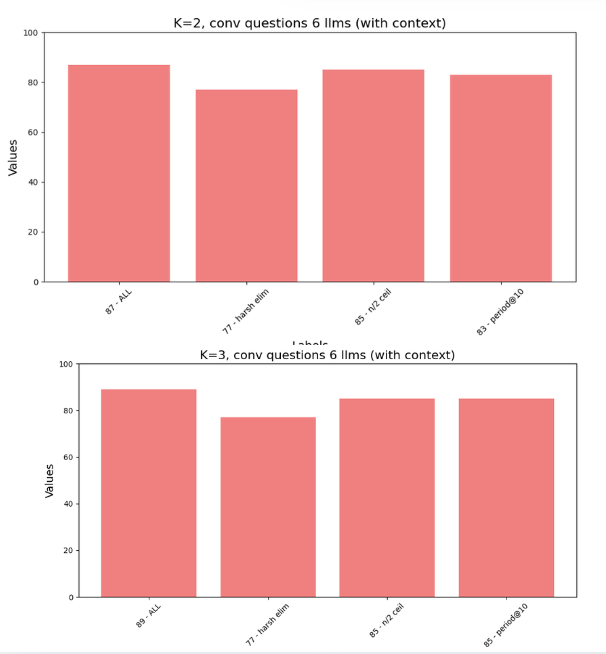 K=2, conv questions 6 llms (with context)
100
80
60
40
20
0
Values
87 - ALL
77 - harsh elim
85 - n/2 ceil
83 - period@10
Labels
K=3, conv questions 6 llms (with context)
100
80
60
40
20
0
Values
89 - ALL
77 - harsh elim
85 - n/2 ceil
85 - period@10